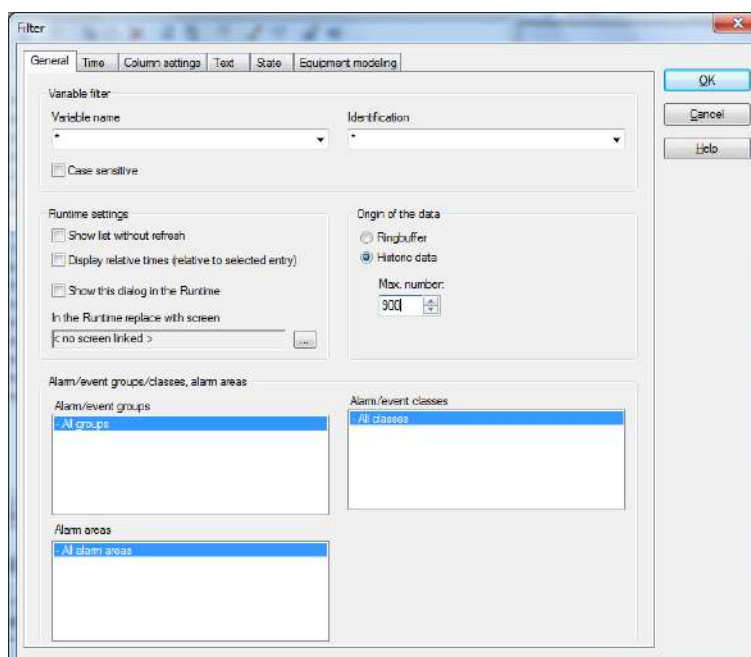 Filter
General Time Column settings Text State Equipment modeling
OK
Variable filter
Variable name Identification
* *
Cancel
Help
Case sensitive
Runtime settings Origin of the data
Show list without refresh Ringbuffer
Display relative times (relative to selected entry) Historic data
Max. number:
Show this dialog in the Runtime
900
In the Runtime replace with screen
< no screen linked > ...
Alarm/event groups/classes, alarm areas
Alarm/event groups Alarm/event classes
- All groups - All classes
Alarm areas
- All alarm areas